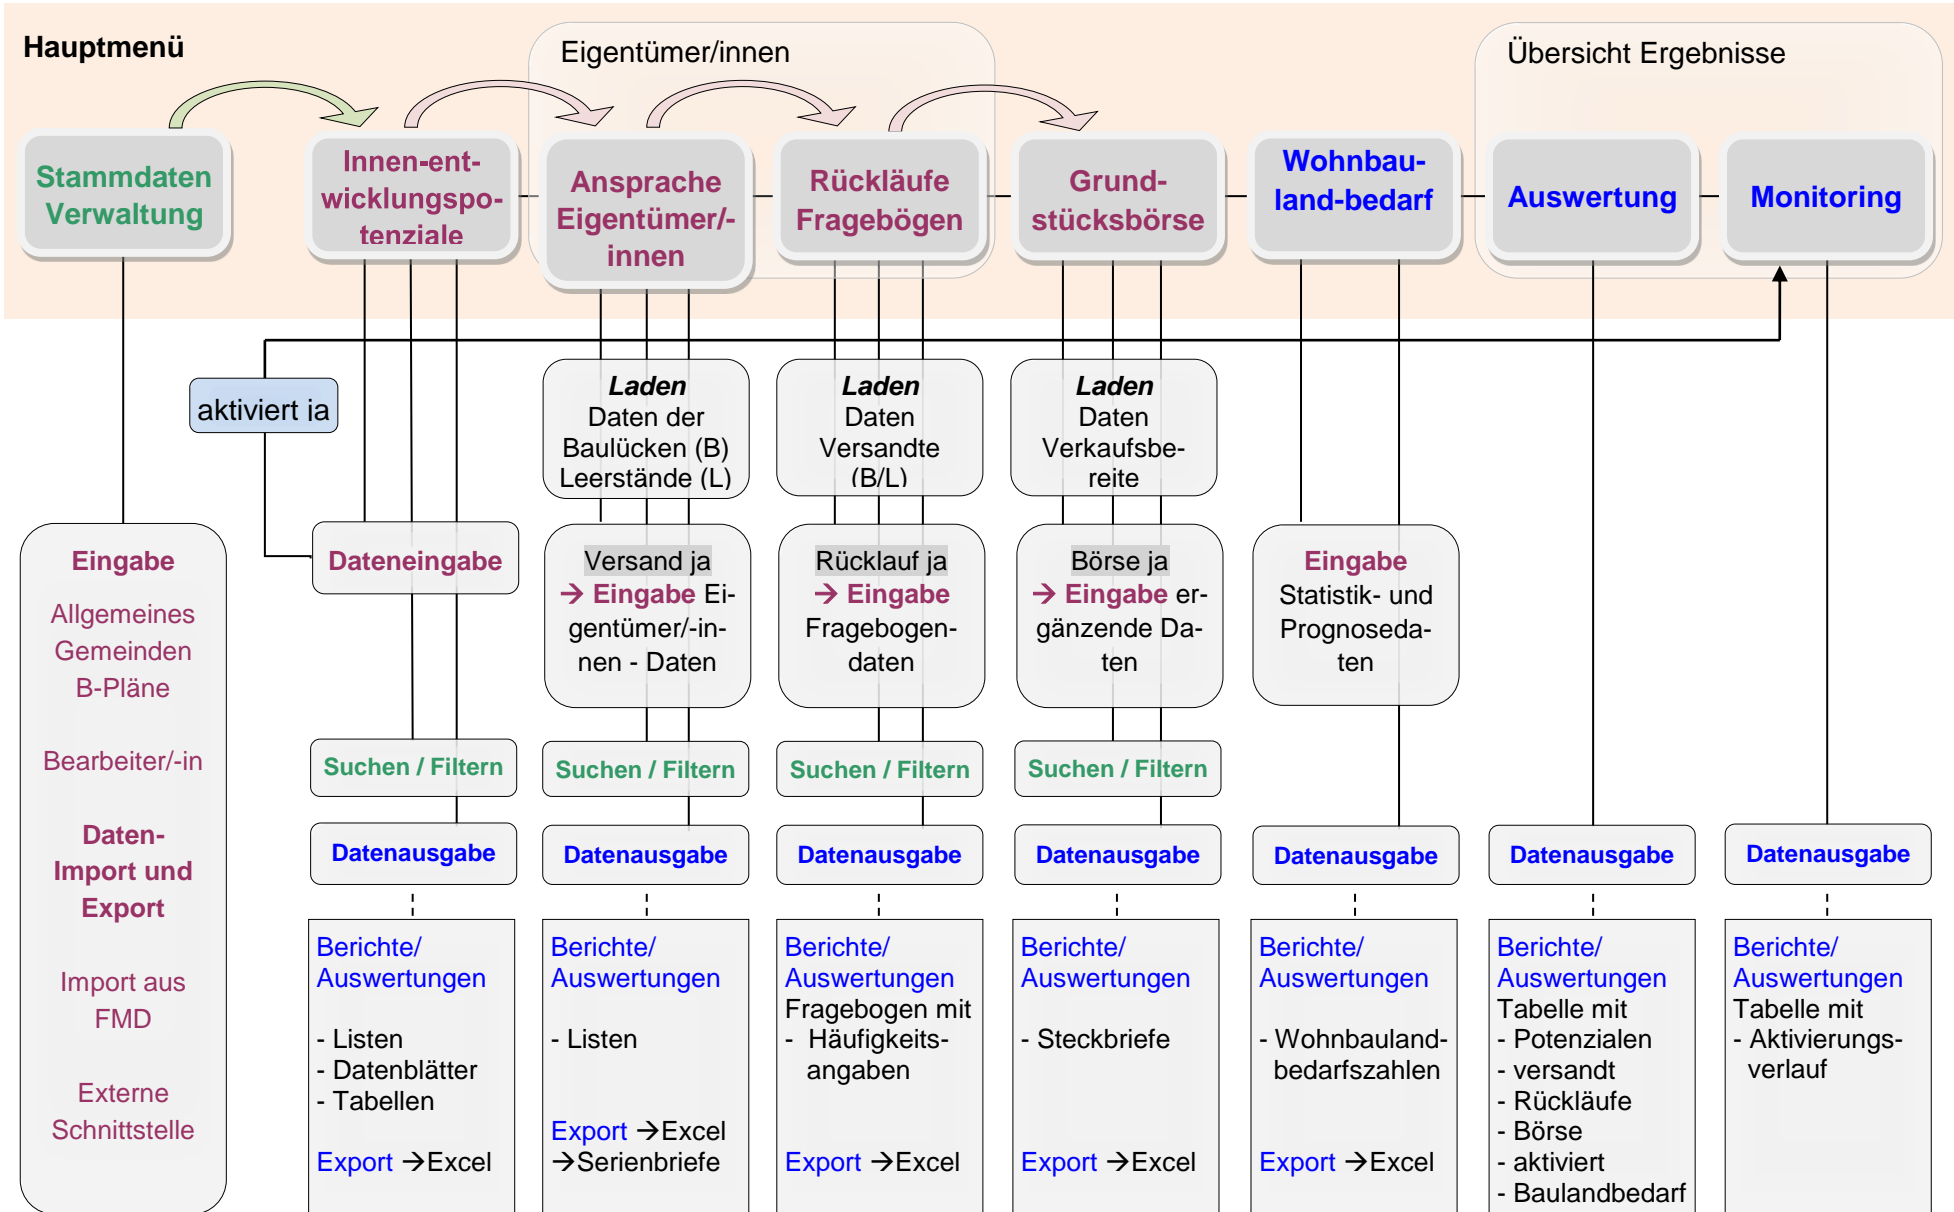 Hauptmenü
Eigentümer/innen
Übersicht Ergebnisse
Stammdaten
Verwaltung
Innen-ent-
wicklungspo-
tenziale
Ansprache
Eigentümer/-
innen
Rückläufe
Fragebögen
Grund-
stücksbörse
Wohnbau-
land-bedarf
Auswertung
Monitoring
aktiviert ja
Laden
Daten der
Baulücken (B)
Leerstände (L)
Laden
Daten
Versandte
(B/L)
Laden
Daten
Verkaufsbe-
reite
Eingabe
Allgemeines
Gemeinden
B-Pläne
Bearbeiter/-in
Daten-
Import und
Export
Import aus
FMD
Externe
Schnittstelle
Dateneingabe
Versand ja
→ Eingabe Ei-
gentümer/-in-
nen - Daten
Rücklauf ja
→ Eingabe
Fragebogen-
daten
Börse ja
→ Eingabe er-
gänzende Da-
ten
Eingabe
Statistik- und
Prognoseda-
ten
Suchen / Filtern
Suchen / Filtern
Suchen / Filtern
Suchen / Filtern
Datenausgabe
Datenausgabe
Datenausgabe
Datenausgabe
Datenausgabe
Datenausgabe
Datenausgabe
Berichte/
Auswertungen
- Listen
- Datenblätter
- Tabellen
Export →Excel
Berichte/
Auswertungen
- Listen
Export →Excel
→Serienbriefe
Berichte/
Auswertungen
Fragebogen mit
- Häufigkeits-
angaben
Export →Excel
Berichte/
Auswertungen
- Steckbriefe
Export →Excel
Berichte/
Auswertungen
- Wohnbauland-
bedarfszahlen
Export →Excel
Berichte/
Auswertungen
Tabelle mit
- Potenzialen
- versandt
- Rückläufe
- Börse
- aktiviert
- Baulandbedarf
Berichte/
Auswertungen
Tabelle mit
- Aktivierungs-
verlauf